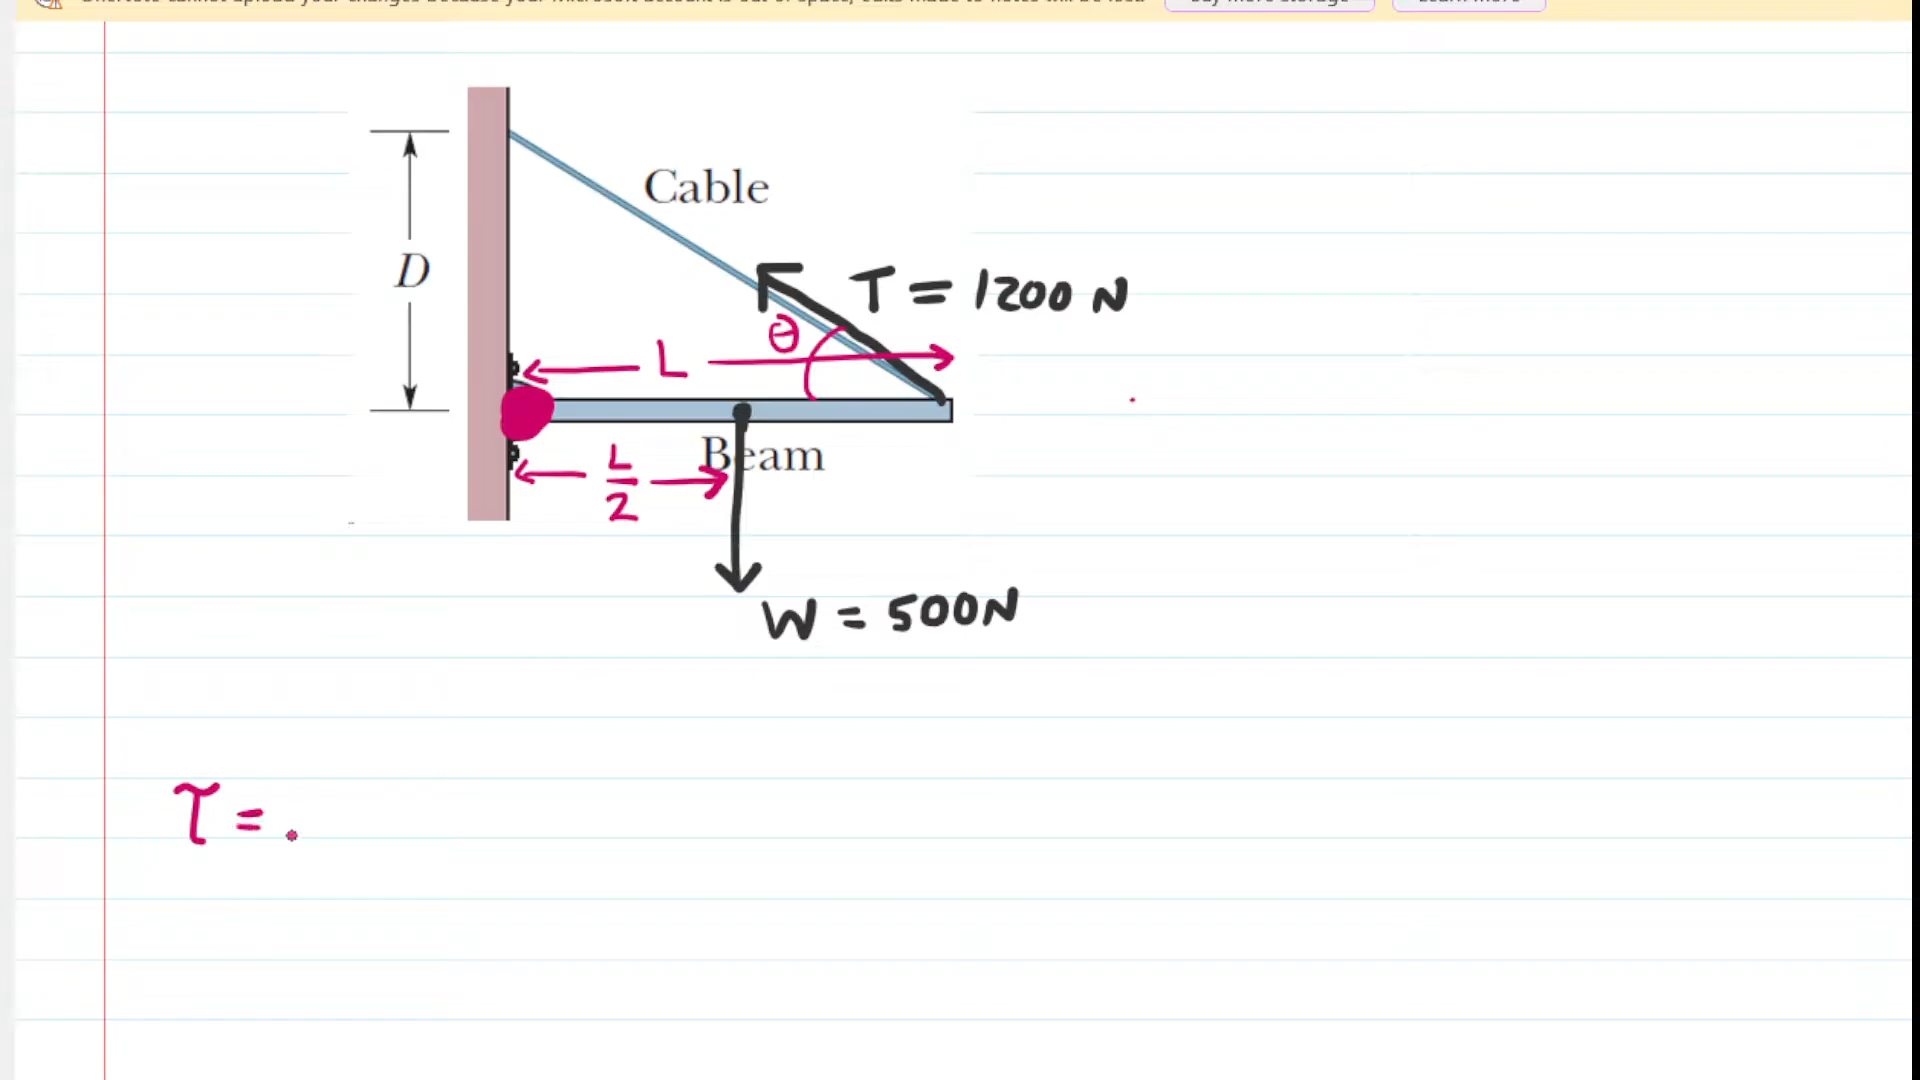 Cable
D
T = 1200 N
θ
L
Beam
L/2
W = 500N
τ = .